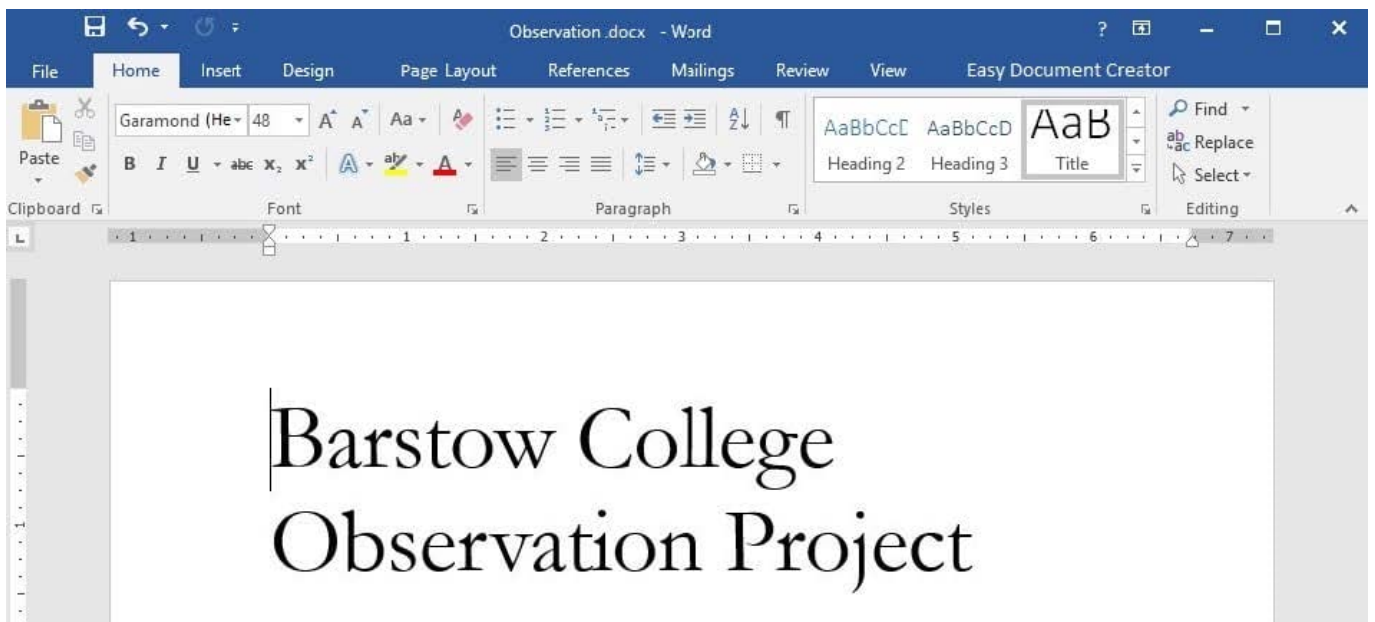 Observation .docx - Word ?
File Home Insert Design Page Layout References Mailings Review View Easy Document Creator
Garamond (He 48 A A Aa AaBbCcD AaBbCcD AaB Find
Paste B I U abc X₂ X² A aby A Heading 2 Heading 3 Title Replace
Select
Clipboard Font Paragraph Styles Editing
L 1 1 2 3 4 5 6 7
Barstow College
Observation Project
1